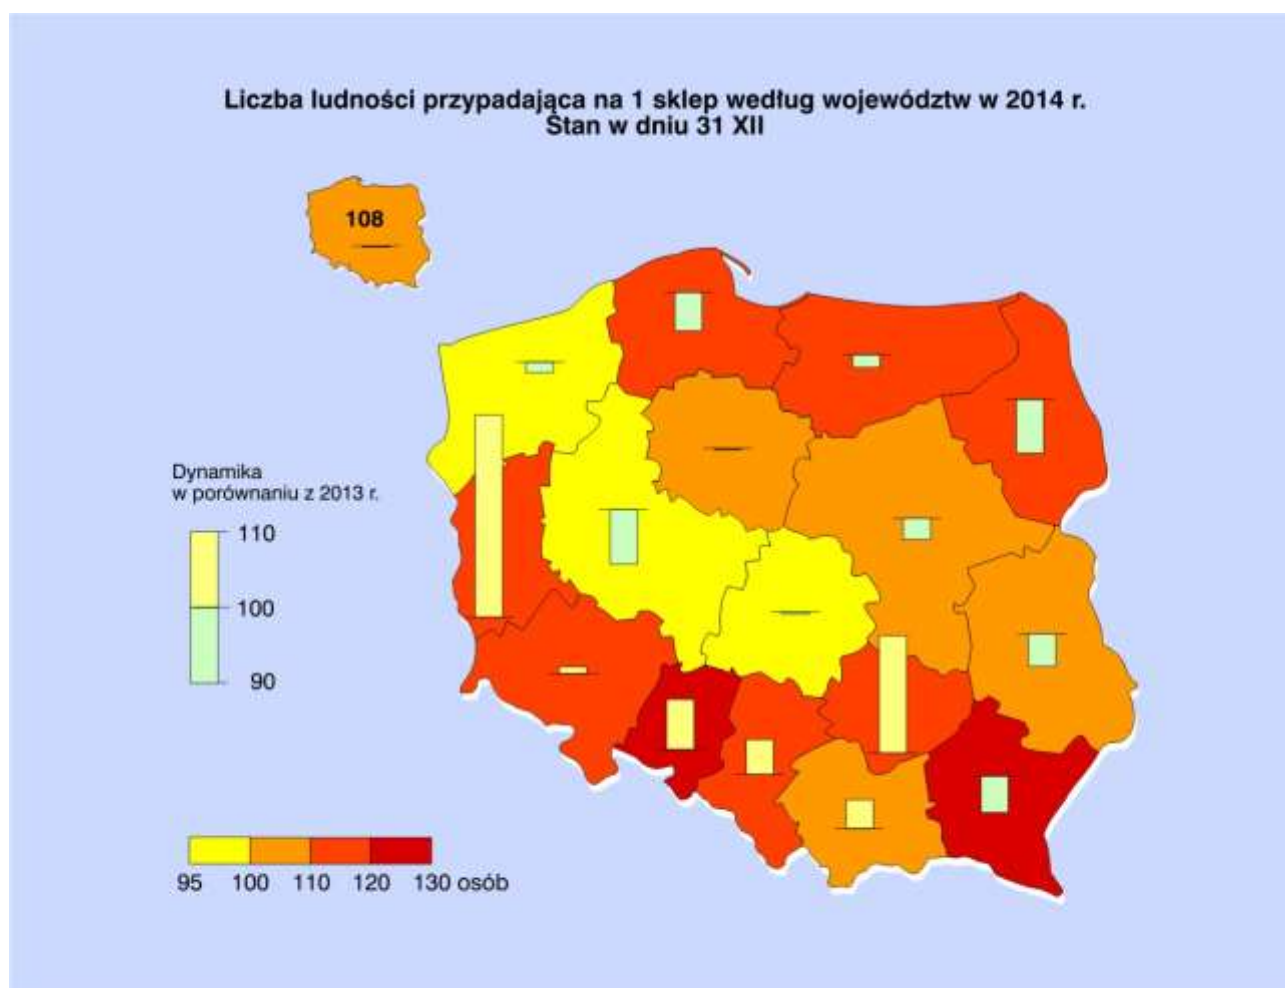 Liczba ludności przypadająca na 1 sklep według województw w 2014 r.
Stan w dniu 31 XII
108
Dynamika
w porównaniu z 2013 r.
110
100
90
95 100 110 120 130 osób